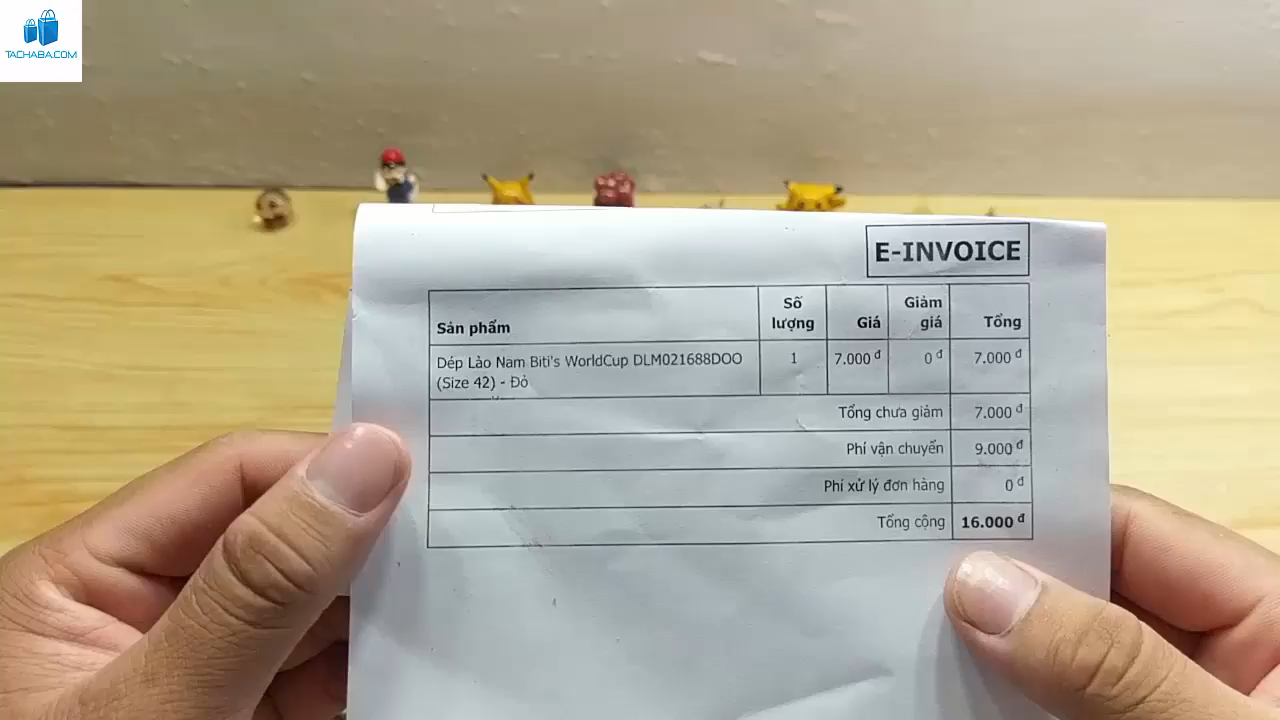 TACHABA.COM
E-INVOICE
Sản phẩm
Số lượng
Giá
Giảm giá
Tổng
Dép Lào Nam Biti's WorldCup DLM021688DOO
(Size 42) - Đỏ
1
7.000 đ
0 đ
7.000 đ
Tổng chưa giảm 7.000 đ
Phí vận chuyển 9.000 đ
Phí xử lý đơn hàng 0 đ
Tổng cộng 16.000 đ